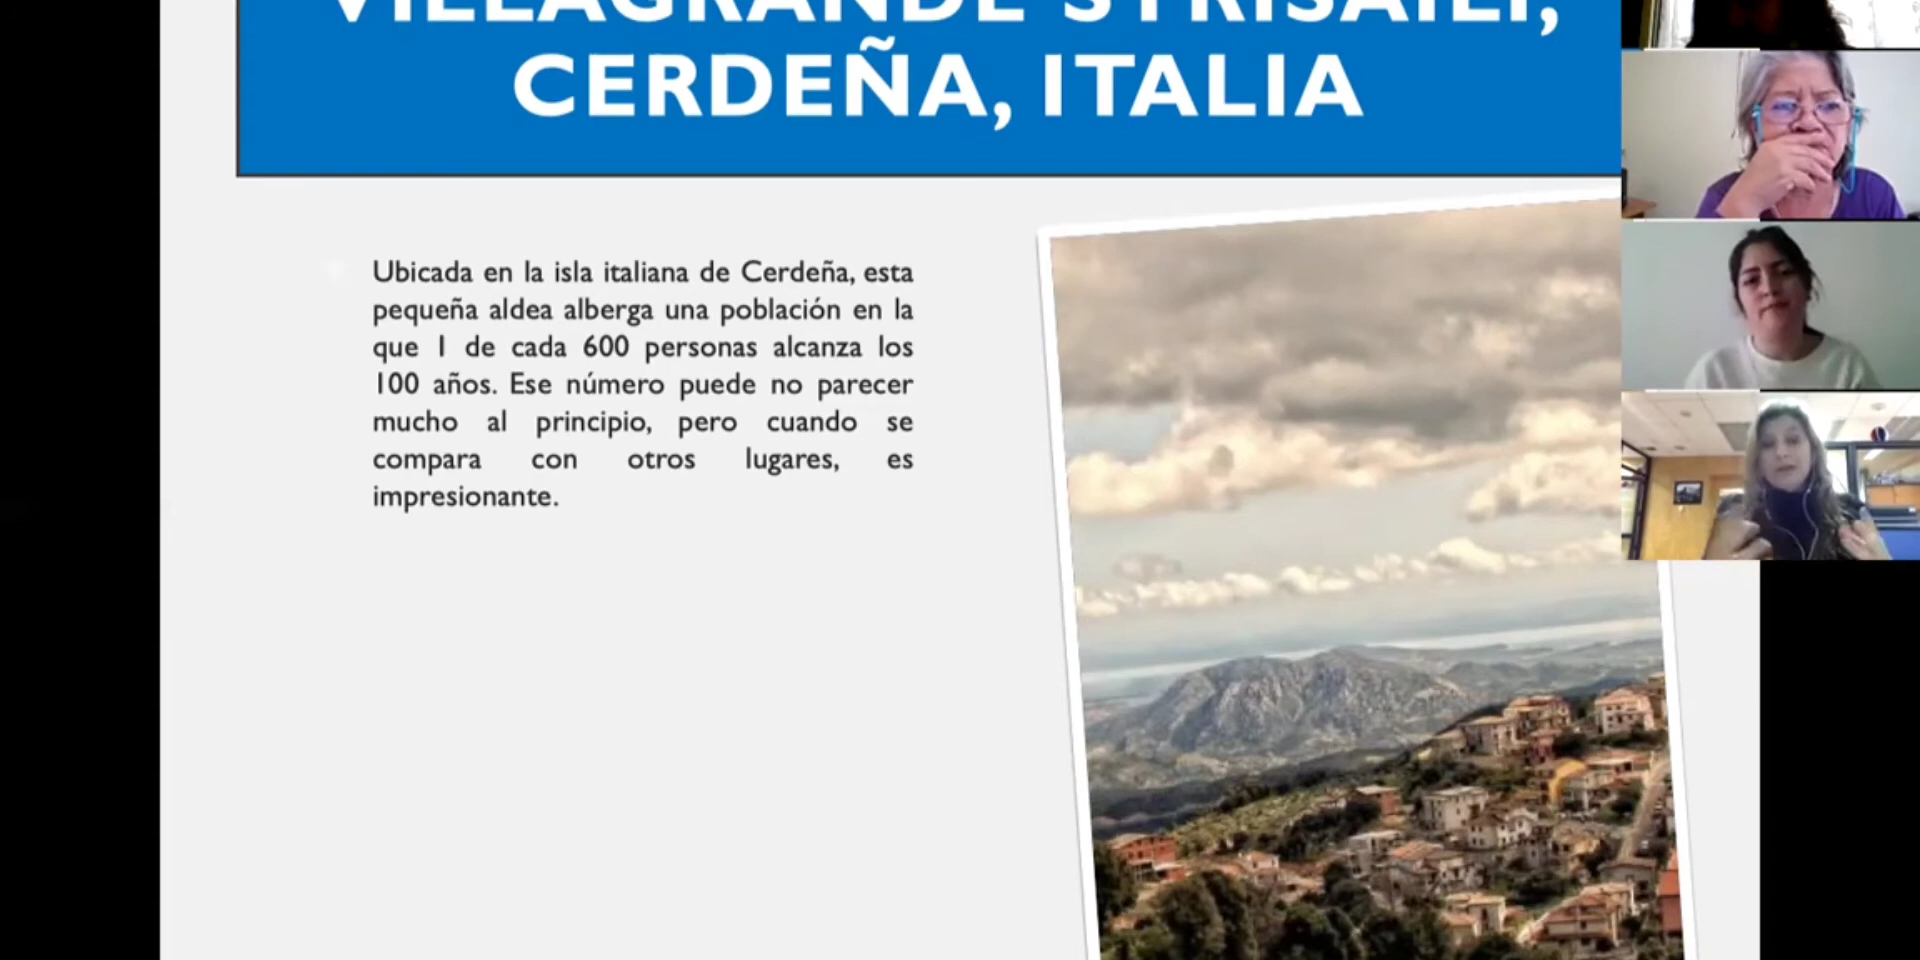 VILLAGRANDE STRISAILI,
CERDEÑA, ITALIA
Ubicada en la isla italiana de Cerdeña, esta
pequeña aldea alberga una población en la
que 1 de cada 600 personas alcanza los
100 años. Ese número puede no parecer
mucho al principio, pero cuando se
compara con otros lugares, es
impresionante.